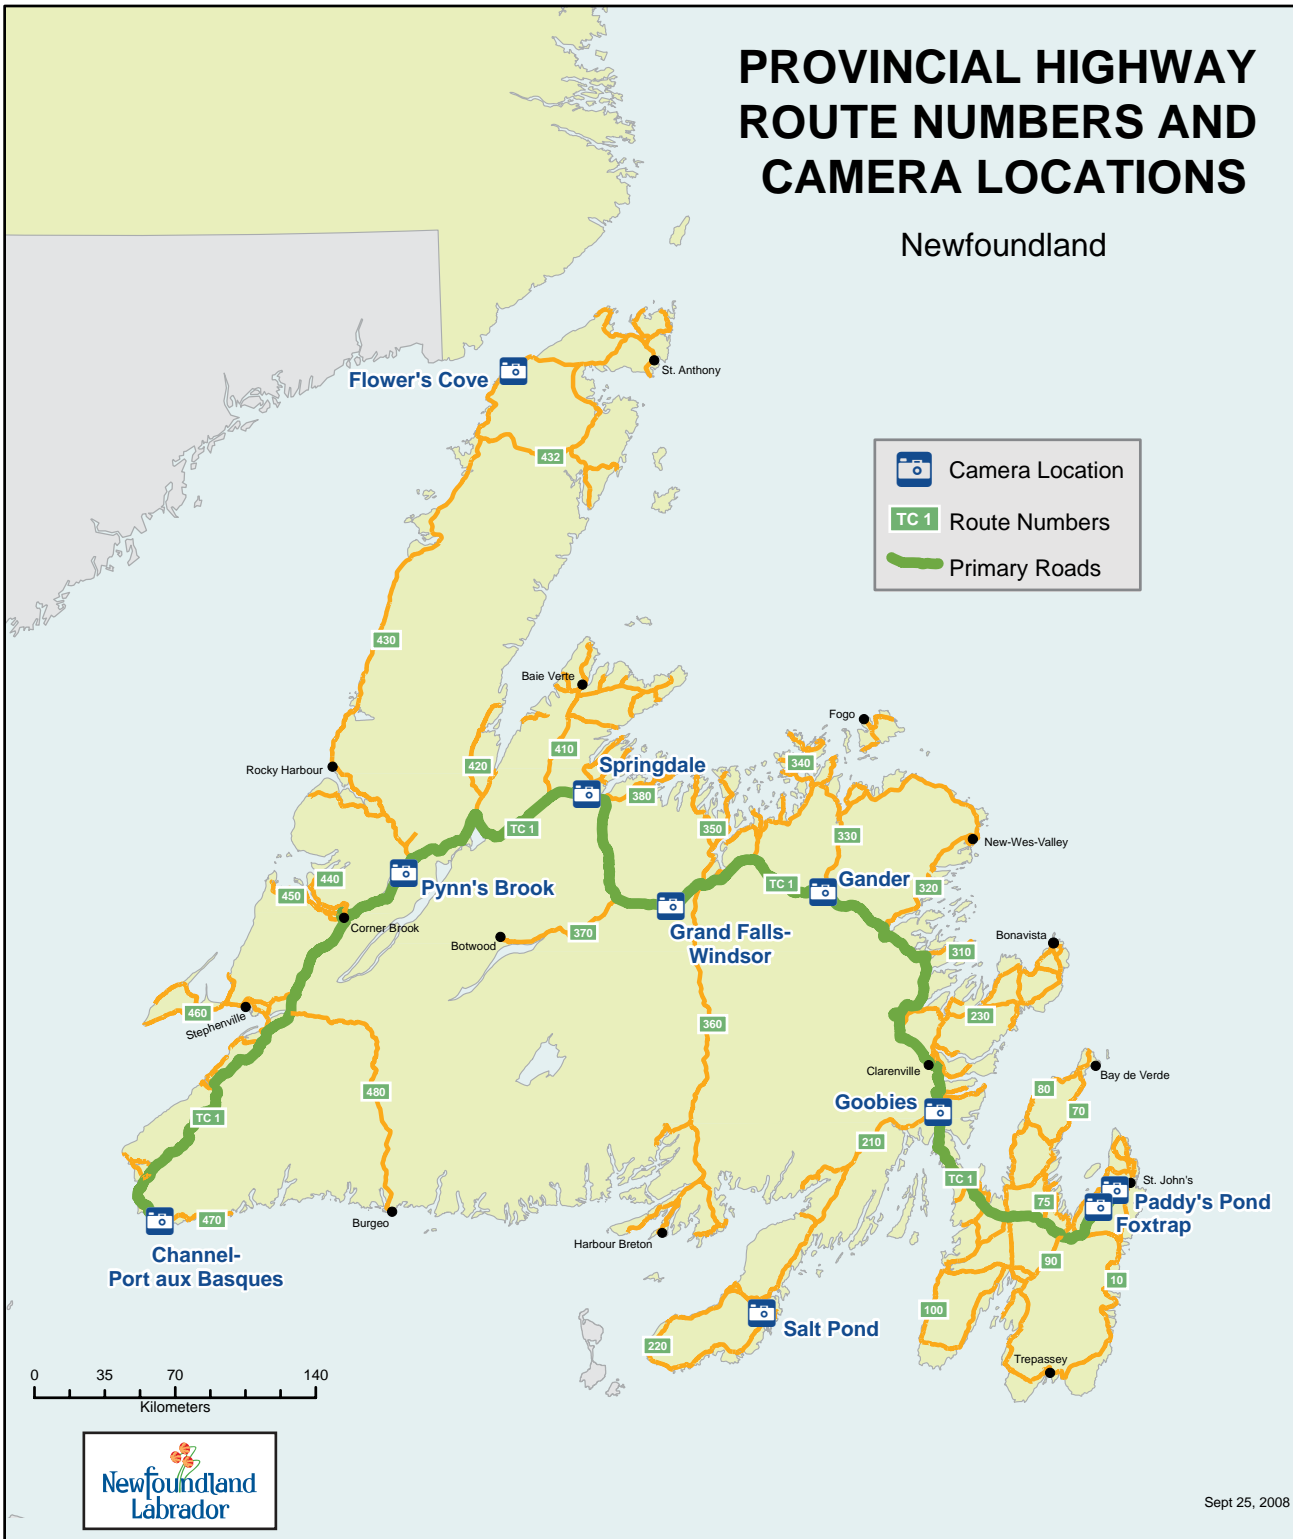 PROVINCIAL HIGHWAY
ROUTE NUMBERS AND
CAMERA LOCATIONS
Newfoundland
Flower's Cove
St. Anthony
432
Camera Location
TC 1 Route Numbers
Primary Roads
430
Baie Verte
Fogo
410
340
Rocky Harbour
420
Springdale
380
TC 1
350
330
New-Wes-Valley
440
450
Pynn's Brook
TC 1
Gander
320
Corner Brook
Botwood
370
Grand Falls-
Windsor
Bonavista
310
460
Stephenville
360
230
Clarenville
Bay de Verde
480
80
70
Goobies
TC 1
210
TC 1
St. John's
75
Paddy's Pond
Foxtrap
470
Burgeo
Harbour Breton
Channel-
Port aux Basques
90
10
100
Salt Pond
220
Trepassey
0 35 70 140
Kilometers
Newfoundland
Labrador
Sept 25, 2008